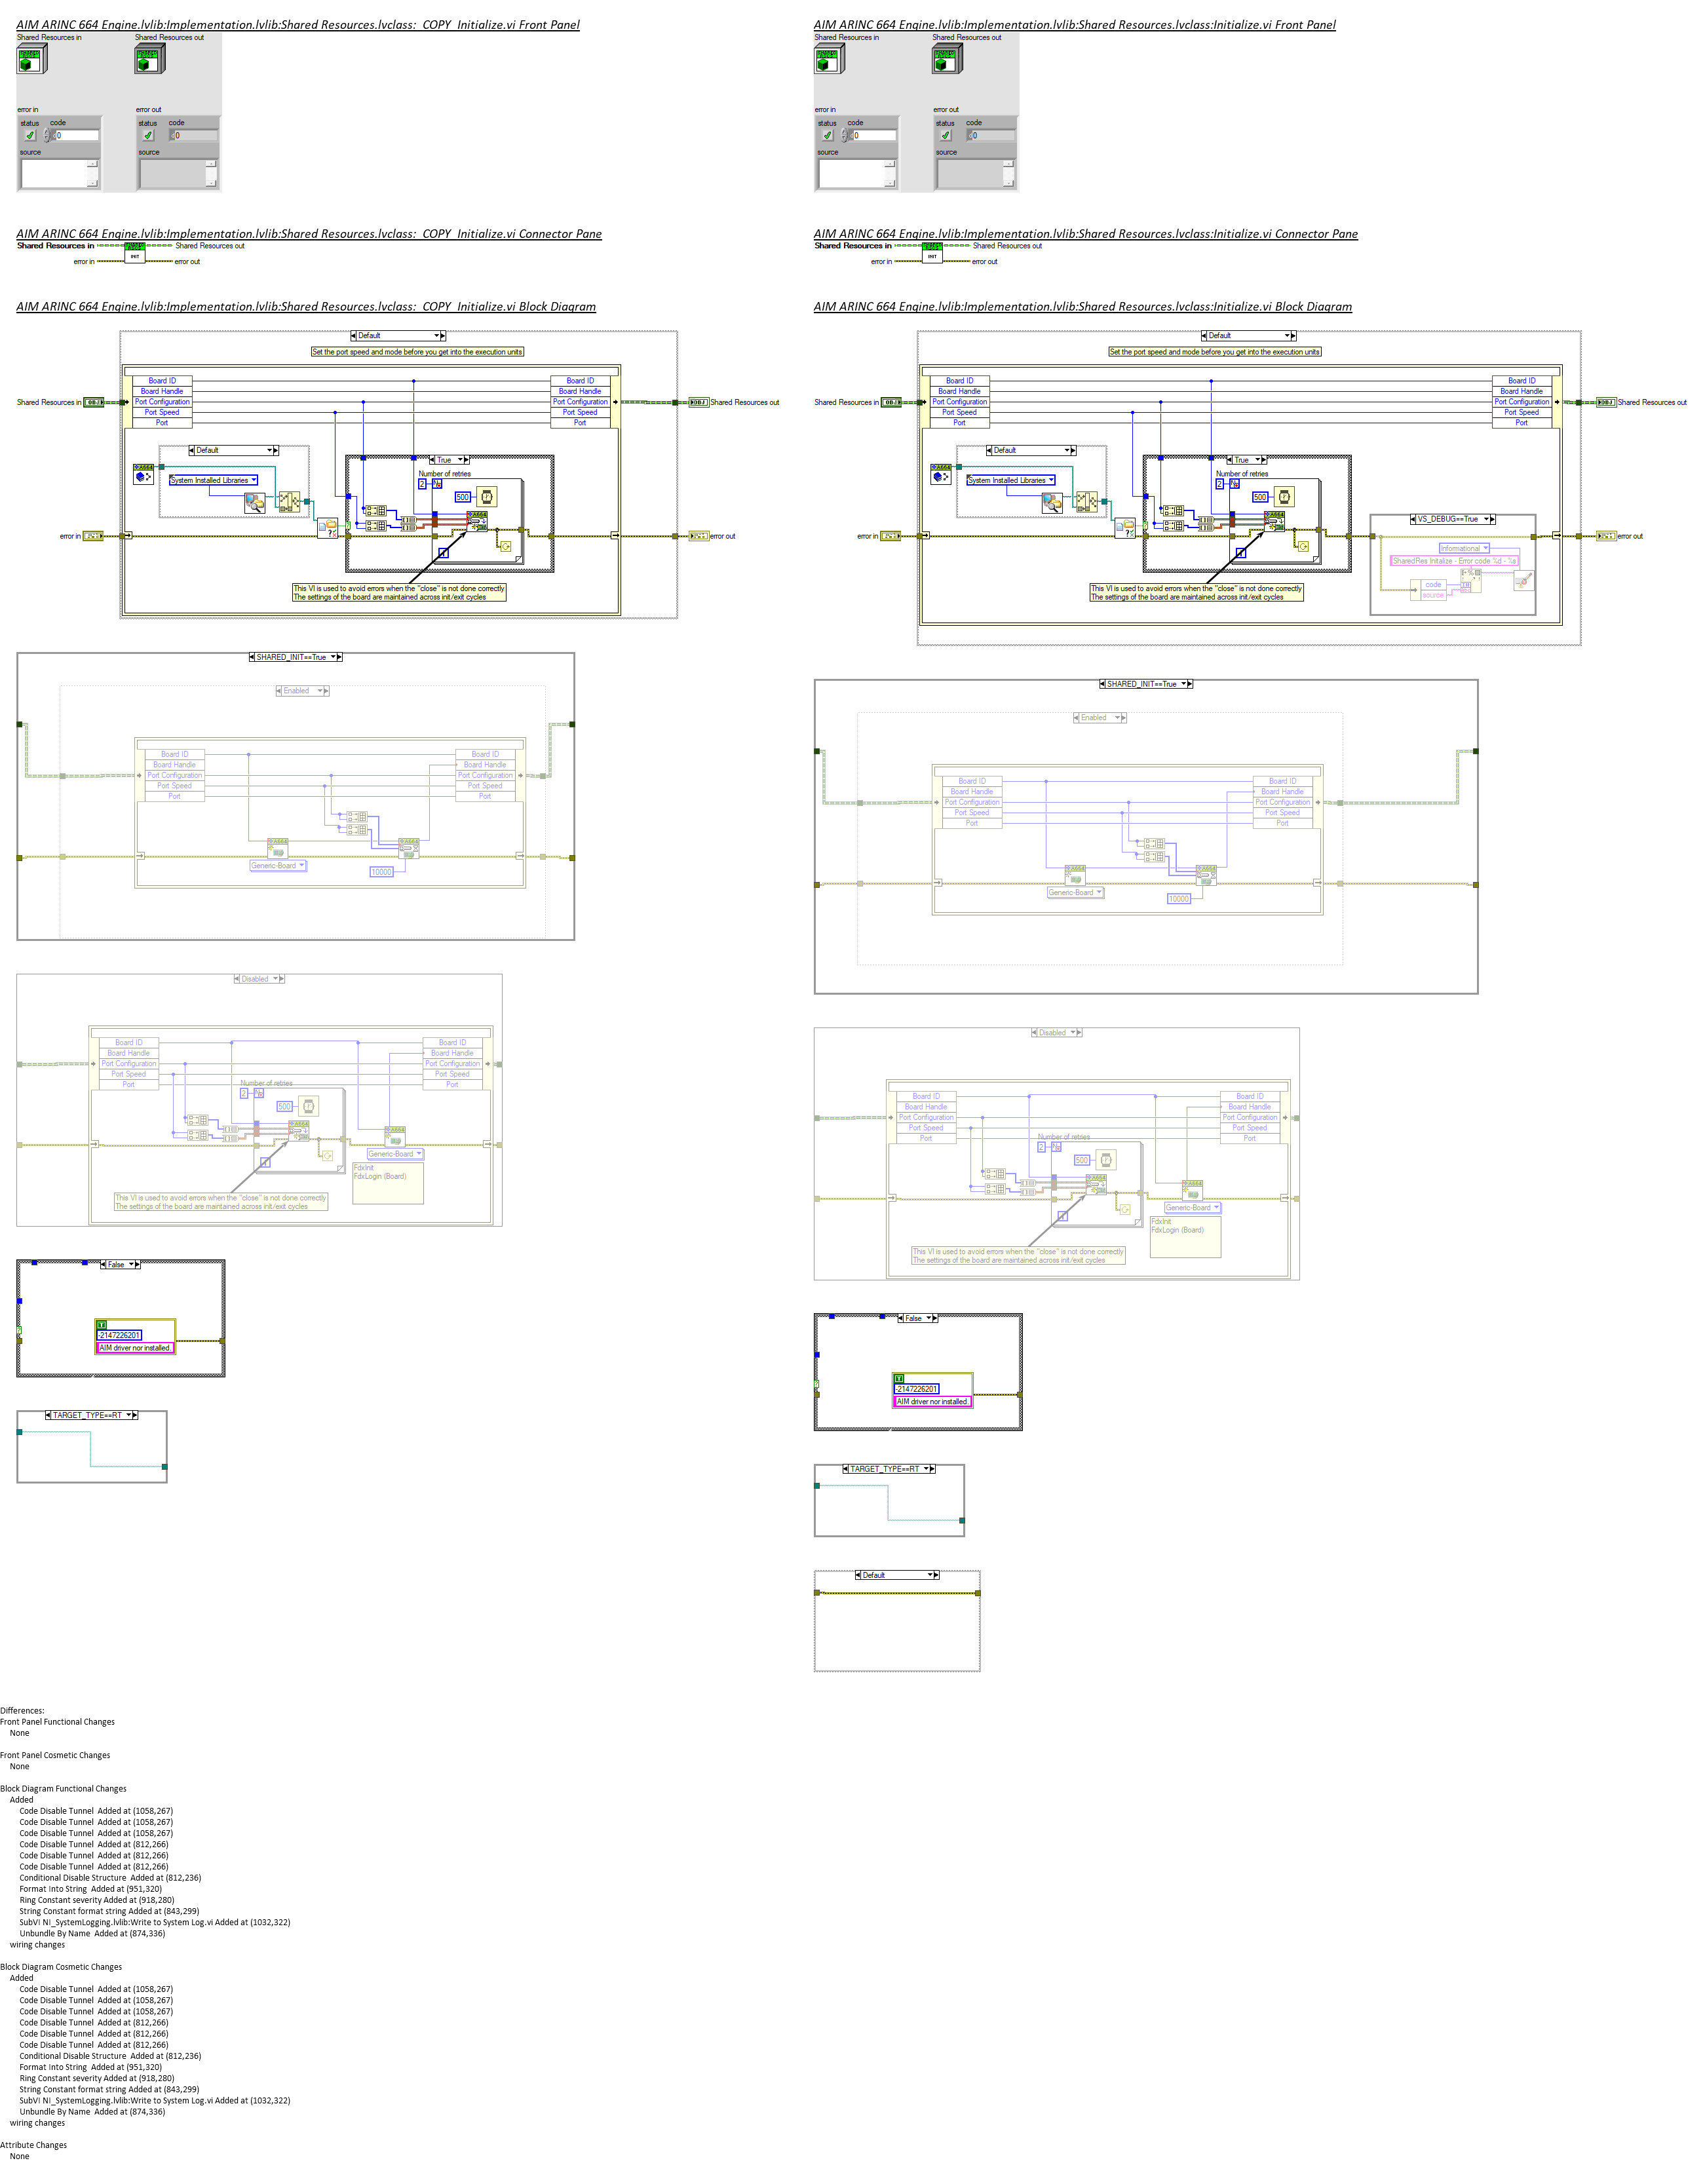 AIM ARINC 664 Engine.lvlib:Implementation.lvlib:Shared Resources.lvclass:  COPY  Initialize.vi Front Panel
Shared Resources in
Shared Resources out
error in
error out
status
code
0
status
code
0
source
AIM ARINC 664 Engine.lvlib:Implementation.lvlib:Shared Resources.lvclass:  COPY  Initialize.vi Connector Pane
Shared Resources in
Shared Resources out
INIT
error in
error out
AIM ARINC 664 Engine.lvlib:Implementation.lvlib:Shared Resources.lvclass:  COPY  Initialize.vi Block Diagram
Default
Set the port speed and mode before you get into the execution units
Board ID
Board Handle
Port Configuration
Port Speed
Port
Board ID
Board Handle
Port Configuration
Port Speed
Port
Shared Resources in
OBJ
OBJ
Shared Resources out
Default
System Installed Libraries
A664
True
Number of retries
2
N
500
A664
i
error in
error out
This VI is used to avoid errors when the "close" is not done correctly
The settings of the board are maintained across init/exit cycles
SHARED_INIT==True
Enabled
Board ID
Board Handle
Port Configuration
Port Speed
Port
Board ID
Board Handle
Port Configuration
Port Speed
Port
A664
A664
Generic-Board
10000
Disabled
Board ID
Board Handle
Port Configuration
Port Speed
Port
Board ID
Board Handle
Port Configuration
Port Speed
Port
Number of retries
2
N
500
A664
A664
i
Generic-Board
FdxInit
FdxLogin (Board)
This VI is used to avoid errors when the "close" is not done correctly
The settings of the board are maintained across init/exit cycles
False
T
-2147226201
AIM driver nor installed.
TARGET_TYPE==RT
AIM ARINC 664 Engine.lvlib:Implementation.lvlib:Shared Resources.lvclass:Initialize.vi Front Panel
Shared Resources in
Shared Resources out
error in
error out
status
code
0
status
code
0
source
AIM ARINC 664 Engine.lvlib:Implementation.lvlib:Shared Resources.lvclass:Initialize.vi Connector Pane
Shared Resources in
Shared Resources out
INIT
error in
error out
AIM ARINC 664 Engine.lvlib:Implementation.lvlib:Shared Resources.lvclass:Initialize.vi Block Diagram
Default
Set the port speed and mode before you get into the execution units
Board ID
Board Handle
Port Configuration
Port Speed
Port
Board ID
Board Handle
Port Configuration
Port Speed
Port
Shared Resources in
OBJ
OBJ
Shared Resources out
Default
System Installed Libraries
A664
True
Number of retries
2
N
500
A664
i
error in
error out
VS_DEBUG==True
Informational
SharedRes Initalize - Error code %d - %s
code
source
This VI is used to avoid errors when the "close" is not done correctly
The settings of the board are maintained across init/exit cycles
SHARED_INIT==True
Enabled
Board ID
Board Handle
Port Configuration
Port Speed
Port
Board ID
Board Handle
Port Configuration
Port Speed
Port
A664
A664
Generic-Board
10000
Disabled
Board ID
Board Handle
Port Configuration
Port Speed
Port
Board ID
Board Handle
Port Configuration
Port Speed
Port
Number of retries
2
N
500
A664
A664
i
Generic-Board
FdxInit
FdxLogin (Board)
This VI is used to avoid errors when the "close" is not done correctly
The settings of the board are maintained across init/exit cycles
False
T
-2147226201
AIM driver nor installed.
TARGET_TYPE==RT
Default
Differences:
Front Panel Functional Changes
None
Front Panel Cosmetic Changes
None
Block Diagram Functional Changes
Added
Code Disable Tunnel  Added at (1058,267)
Code Disable Tunnel  Added at (1058,267)
Code Disable Tunnel  Added at (1058,267)
Code Disable Tunnel  Added at (812,266)
Code Disable Tunnel  Added at (812,266)
Code Disable Tunnel  Added at (812,266)
Conditional Disable Structure  Added at (812,236)
Format Into String  Added at (951,320)
Ring Constant severity Added at (918,280)
String Constant format string Added at (843,299)
SubVI NI_SystemLogging.lvlib:Write to System Log.vi Added at (1032,322)
Unbundle By Name  Added at (874,336)
wiring changes
Block Diagram Cosmetic Changes
Added
Code Disable Tunnel  Added at (1058,267)
Code Disable Tunnel  Added at (1058,267)
Code Disable Tunnel  Added at (1058,267)
Code Disable Tunnel  Added at (812,266)
Code Disable Tunnel  Added at (812,266)
Code Disable Tunnel  Added at (812,266)
Conditional Disable Structure  Added at (812,236)
Format Into String  Added at (951,320)
Ring Constant severity Added at (918,280)
String Constant format string Added at (843,299)
SubVI NI_SystemLogging.lvlib:Write to System Log.vi Added at (1032,322)
Unbundle By Name  Added at (874,336)
wiring changes
Attribute Changes
None